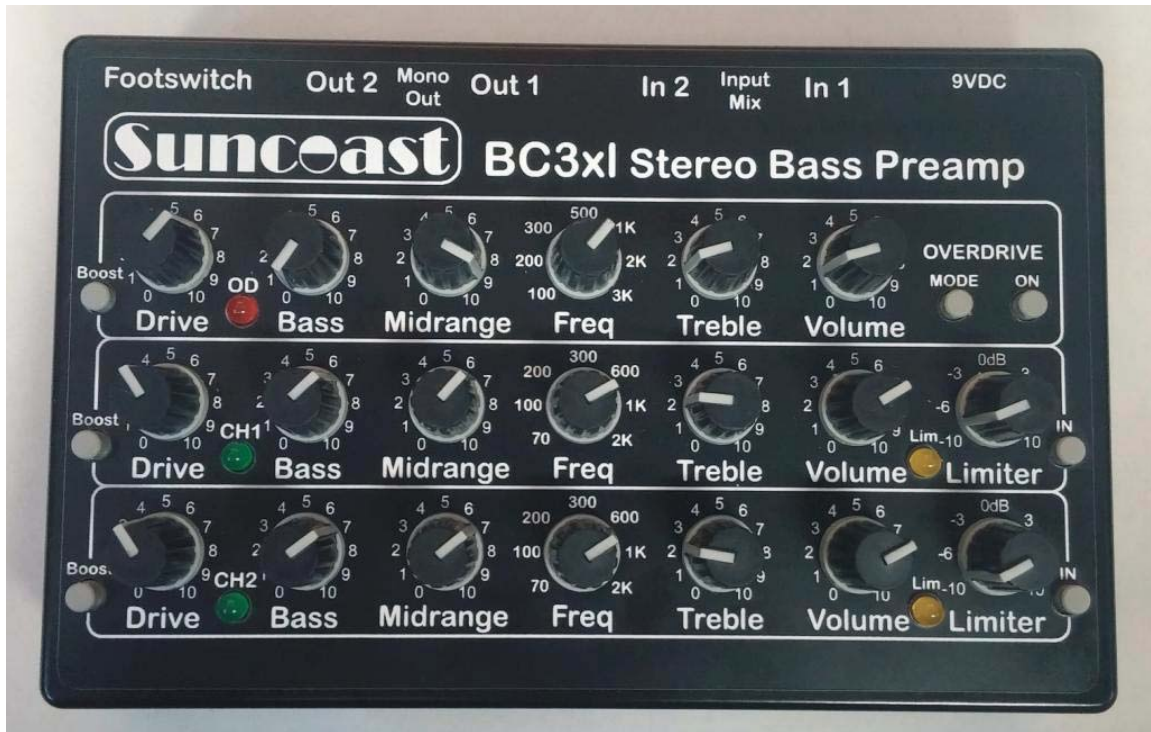 Footswitch Out 2 Mono Out Out 1 In 2 Input Mix In 1 9VDC
Suncoast BC3xl Stereo Bass Preamp
5 6 5 6 4 5 6 500 4 5 6 4 5 6
7 3 7 300 1K 3 3 7 OVERDRIVE
8 2 8 2 8 200 2K 2 8 8
Boost 1 9 1 9 1 9 100 3K 1 9 9 MODE ON
0 10 OD 0 10 0 10 0 10 0 10
Drive Bass Midrange Freq Treble Volume
4 5 6 4 5 6 4 5 6 300 4 5 6 4 5 6 0dB 3
7 3 7 3 7 200 600 3 7 3 -3
8 2 8 2 8 100 1K 2 8 2 -6
Boost 9 1 9 1 9 70 2K 1 9 1 9 IN
0 10 CH1 0 10 0 10 0 10 0 10 Lim. -10 10
Drive Bass Midrange Freq Treble Volume Limiter
3 4 5 6 4 5 6 4 5 6 300 4 5 6 4 5 6 0dB
7 3 7 3 7 200 600 3 7 3 7 -3 3
8 2 8 2 8 100 1K 2 8 2 -6
Boost 9 1 9 1 9 70 2K 1 9 1 IN
0 10 CH2 0 10 0 10 0 10 0 10 Lim. -10
Drive Bass Midrange Freq Treble Volume Limiter